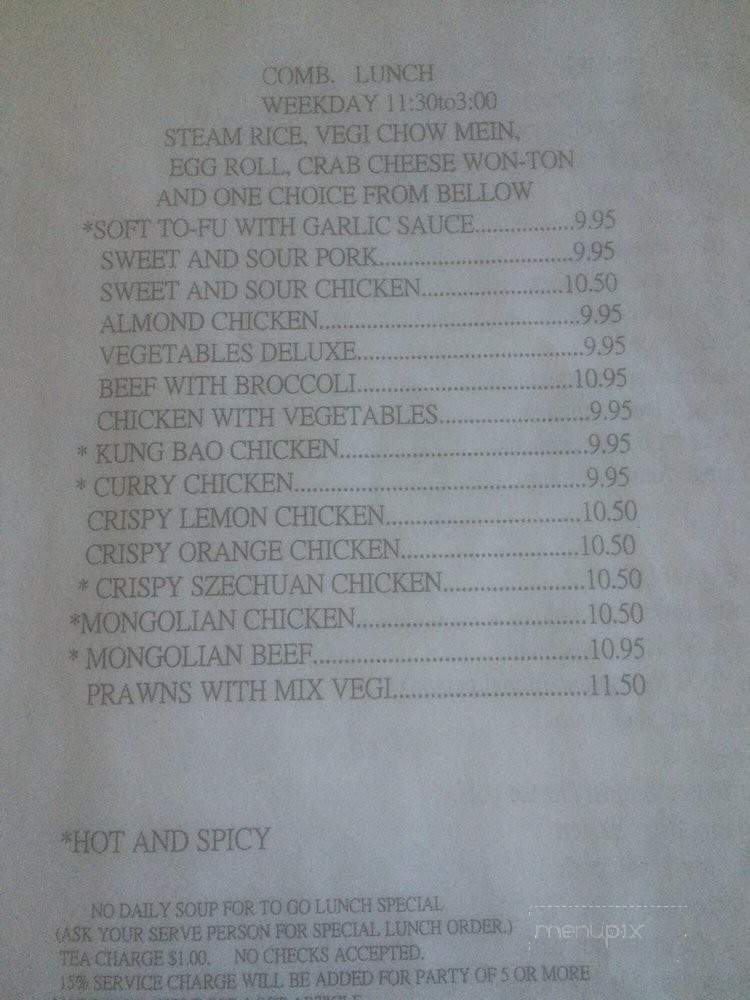 COMB. LUNCH
WEEKDAY 11:30to3:00
STEAM RICE, VEGI CHOW MEIN,
EGG ROLL, CRAB CHEESE WON-TON
AND ONE CHOICE FROM BELLOW
*SOFT TO-FU WITH GARLIC SAUCE.................9.95
SWEET AND SOUR PORK.................................9.95
SWEET AND SOUR CHICKEN........................10.50
ALMOND CHICKEN............................................9.95
VEGETABLES DELUXE.......................................9.95
BEEF WITH BROCCOLI.....................................10.95
CHICKEN WITH VEGETABLES..........................9.95
* KUNG BAO CHICKEN..........................................9.95
* CURRY CHICKEN..................................................9.95
CRISPY LEMON CHICKEN..................................10.50
CRISPY ORANGE CHICKEN...............................10.50
* CRISPY SZECHUAN CHICKEN........................10.50
*MONGOLIAN CHICKEN.......................................10.50
* MONGOLIAN BEEF...............................................10.95
PRAWNS WITH MIX VEGI.................................11.50
*HOT AND SPICY
NO DAILY SOUP FOR TO GO LUNCH SPECIAL
(ASK YOUR SERVE PERSON FOR SPECIAL LUNCH ORDER.)
TEA CHARGE $1.00. NO CHECKS ACCEPTED.
15% SERVICE CHARGE WILL BE ADDED FOR PARTY OF 5 OR MORE
menupix